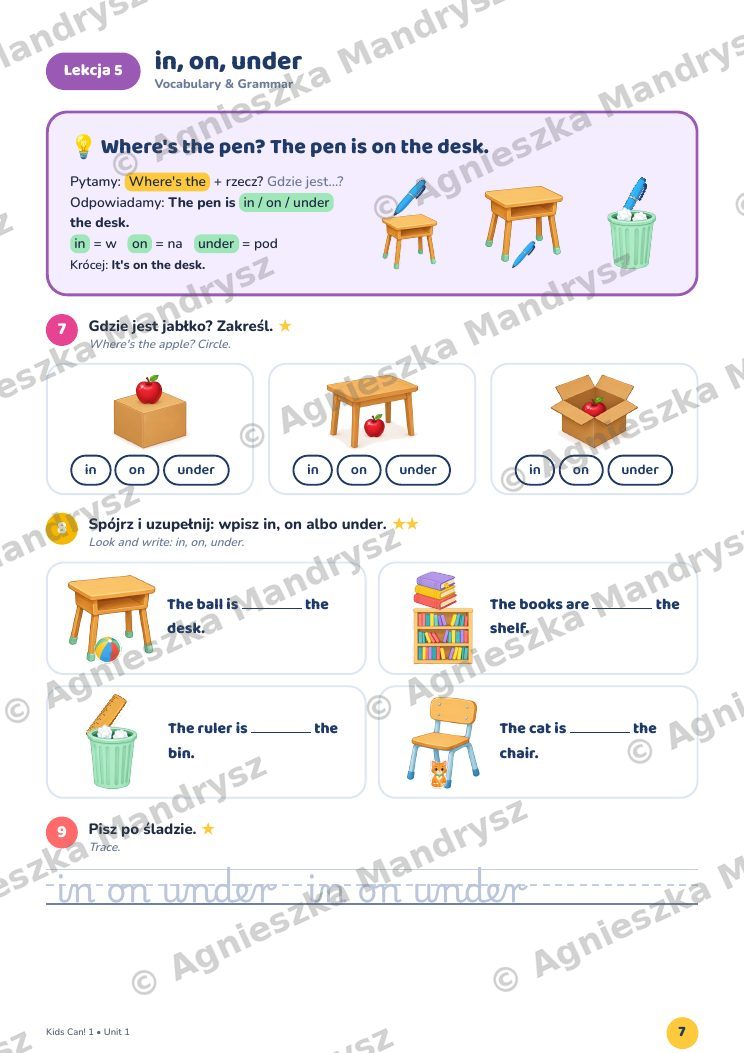 Lekcja 5
in, on, under
Vocabulary & Grammar
Where's the pen? The pen is on the desk.
Pytamy: Where's the + rzecz? Gdzie jest...?
Odpowiadamy: The pen is in / on / under
the desk.
in = w on = na under = pod
Krócej: It's on the desk.
7 Gdzie jest jabłko? Zakreśl.
Where's the apple? Circle.
in on under
in on under
in on under
8 Spójrz i uzupełnij: wpisz in, on albo under.
Look and write: in, on, under.
The ball is ________ the
desk.
The books are ________ the
shelf.
The ruler is ________ the
bin.
The cat is ________ the
chair.
9 Pisz po śladzie.
Trace.
in on under in on under
Kids Can! 1 • Unit 1
7
© Agnieszka Mandrysz